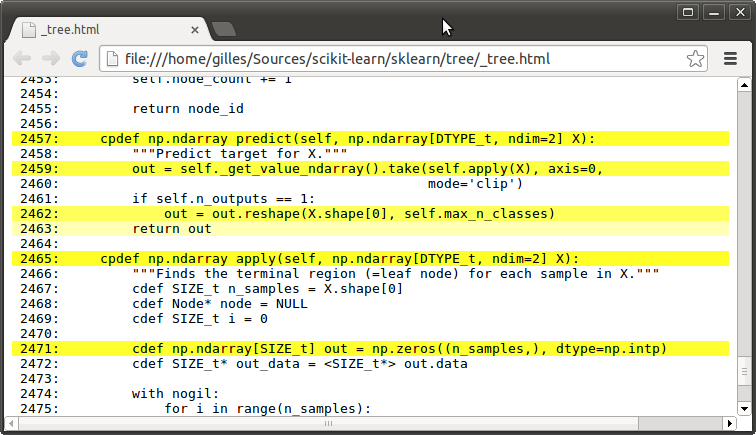 _tree.html
file:///home/gilles/Sources/scikit-learn/sklearn/tree/_tree.html
2453:         self.node_count += 1
2454:
2455:         return node_id
2456:
2457:     cpdef np.ndarray predict(self, np.ndarray[DTYPE_t, ndim=2] X):
2458:         """Predict target for X."""
2459:         out = self._get_value_ndarray().take(self.apply(X), axis=0,
2460:                                              mode='clip')
2461:         if self.n_outputs == 1:
2462:             out = out.reshape(X.shape[0], self.max_n_classes)
2463:         return out
2464:
2465:     cpdef np.ndarray apply(self, np.ndarray[DTYPE_t, ndim=2] X):
2466:         """Finds the terminal region (=leaf node) for each sample in X."""
2467:         cdef SIZE_t n_samples = X.shape[0]
2468:         cdef Node* node = NULL
2469:         cdef SIZE_t i = 0
2470:
2471:         cdef np.ndarray[SIZE_t] out = np.zeros((n_samples,), dtype=np.intp)
2472:         cdef SIZE_t* out_data = <SIZE_t*> out.data
2473:
2474:         with nogil:
2475:             for i in range(n_samples):